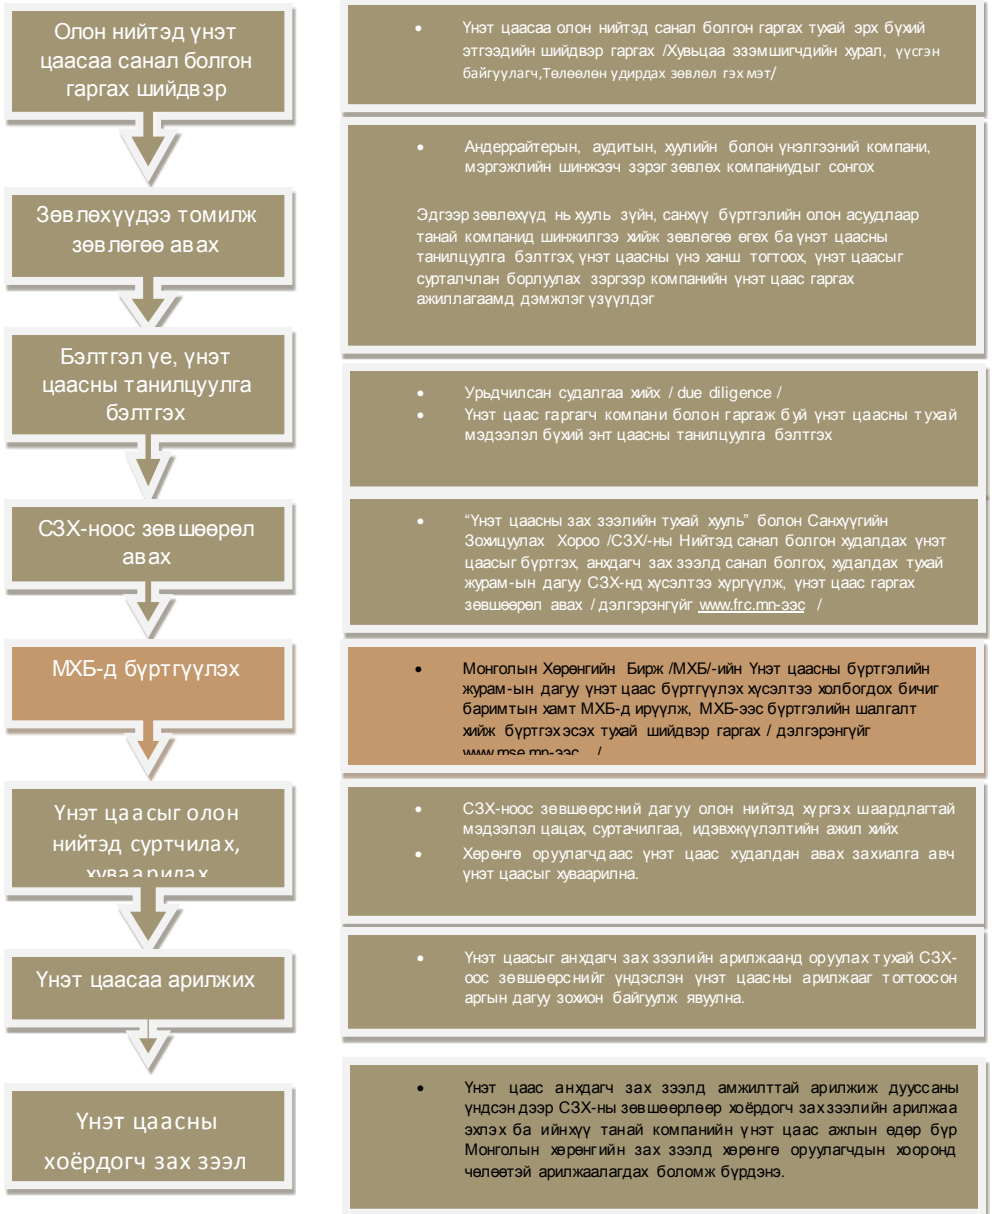 Олон нийтэд үнэт
цаасаа санал болгон
гаргах шийдвэр
• Үнэт цаасаа олон нийтэд санал болгон гаргах тухай эрх бүхий
этгээдийн шийдвэр гаргах /Хувьцаа эзэмшигчдийн хурал, үүсгэн
байгуулагч,Төлөөлөн удирдах зөвлөл гэх мэт/
Зөвлөхүүдээ томилж
зөвлөгөө авах
• Андеррайтерын, аудитын, хуулийн болон үнэлгээний компани,
мэргэжлийн шинжээч зэрэг зөвлөх компаниудыг сонгох
Эдгээр зөвлөхүүд нь хууль зүйн, санхүү бүртгэлийн олон асуудлаар
танай компанид шинжилгээ хийж зөвлөгөө өгөх ба үнэт цаасны
танилцуулга бэлтгэх, үнэт цаасны үнэ ханш тогтоох, үнэт цаасыг
сурталчлан борлуулах зэргээр компанийн үнэт цаас гаргах
ажиллагаамд дэмжлэг үзүүлдэг
Бэлтгэл үе, үнэт
цаасны танилцуулга
бэлтгэх
• Урьдчилсан судалгаа хийх / due diligence /
• Үнэт цаас гаргагч компани болон гаргаж буй үнэт цаасны тухай
мэдээлэл бүхий энт цаасны танилцуулга бэлтгэх
СЗХ-ноос зөвшөөрөл
авах
• “Үнэт цаасны зах зээлийн тухай хууль” болон Санхүүгийн
Зохицуулах Хороо /СЗХ/-ны Нийтэд санал болгон худалдах үнэт
цаасыг бүртгэх, анхдагч зах зээлд санал болгох, худалдах тухай
журам-ын дагуу СЗХ-нд хүсэлтээ хүргүүлж, үнэт цаас гаргах
зөвшөөрөл авах / дэлгэрэнгүйг www.frc.mn-ээс /
МХБ-д бүртгүүлэх
• Монголын Хөрөнгийн Бирж /МХБ/-ийн Үнэт цаасны бүртгэлийн
журам-ын дагуу үнэт цаас бүртгүүлэх хүсэлтээ холбогдох бичиг
баримтын хамт МХБ-д ирүүлж, МХБ-ээс бүртгэлийн шалгалт
хийж бүртгэх эсэх тухай шийдвэр гаргах / дэлгэрэнгүйг
www.mse.mn-ээс /
Үнэт цаасыг олон
нийтэд суртчилах,
хуваарилах
• СЗХ-ноос зөвшөөрсний дагуу олон нийтэд хүргэх шаардлагтай
мэдээлэл цацах, суртачилгаа, идэвхжүүлэлтийн ажил хийх
• Хөрөнгө оруулагчдаас үнэт цаас худалдан авах захиалга авч
үнэт цаасыг хуваарилна.
Үнэт цаасаа арилжих
• Үнэт цаасыг анхдагч зах зээлийн арилжаанд оруулах тухай СЗХ-
оос зөвшөөрснийг үндэслэн үнэт цаасны арилжааг тогтоосон
аргын дагуу зохион байгуулж явуулна.
Үнэт цаасны
хоёрдогч зах зээл
• Үнэт цаас анхдагч зах зээлд амжилттай арилжиж дууссаны
үндсэн дээр СЗХ-ны зөвшөөрлөөр хоёрдогч зах зээлийн арилжаа
эхлэх ба ийнхүү танай компанийн үнэт цаас ажлын өдөр бүр
Монголын хөрөнгийн зах зээлд хөрөнгө оруулагчдын хооронд
чөлөөтэй арилжаалагдах боломж бүрдэнэ.